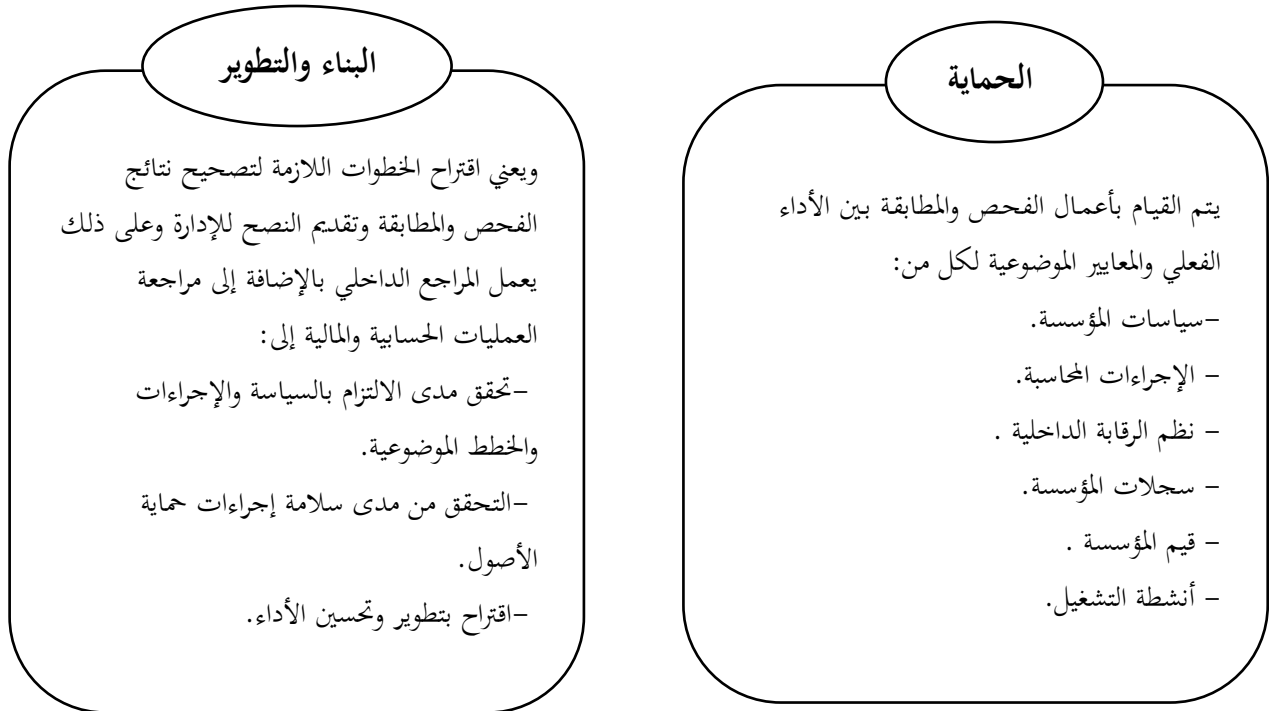 الحماية
يتم القيام بأعمال الفحص والمطابقة بين الأداء
الفعلي والمعايير الموضوعية لكل من:
-سياسات المؤسسة.
- الإجراءات المحاسبة.
- نظم الرقابة الداخلية .
- سجلات المؤسسة.
- قيم المؤسسة .
- أنشطة التشغيل.
البناء والتطوير
ويعني اقتراح الخطوات اللازمة لتصحيح نتائج
الفحص والمطابقة وتقديم النصح للإدارة وعلى ذلك
يعمل المراجع الداخلي بالإضافة إلى مراجعة
العمليات الحسابية والمالية إلى:
-تحقق مدى الالتزام بالسياسة والإجراءات
والخطط الموضوعية.
-التحقق من مدى سلامة إجراءات حماية
الأصول.
-اقتراح بتطوير وتحسين الأداء.